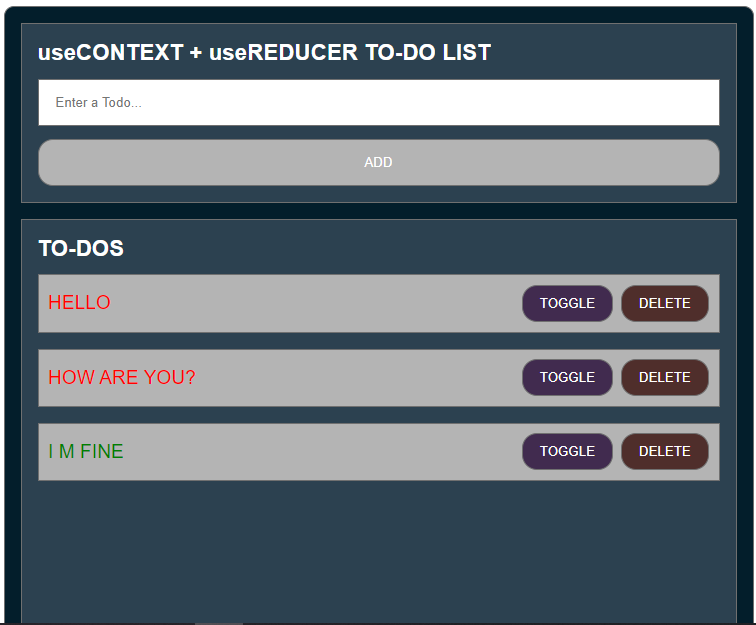 useCONTEXT + useREDUCER TO-DO LIST
Enter a Todo...
ADD
TO-DOS
HELLO TOGGLE DELETE
HOW ARE YOU? TOGGLE DELETE
I M FINE TOGGLE DELETE